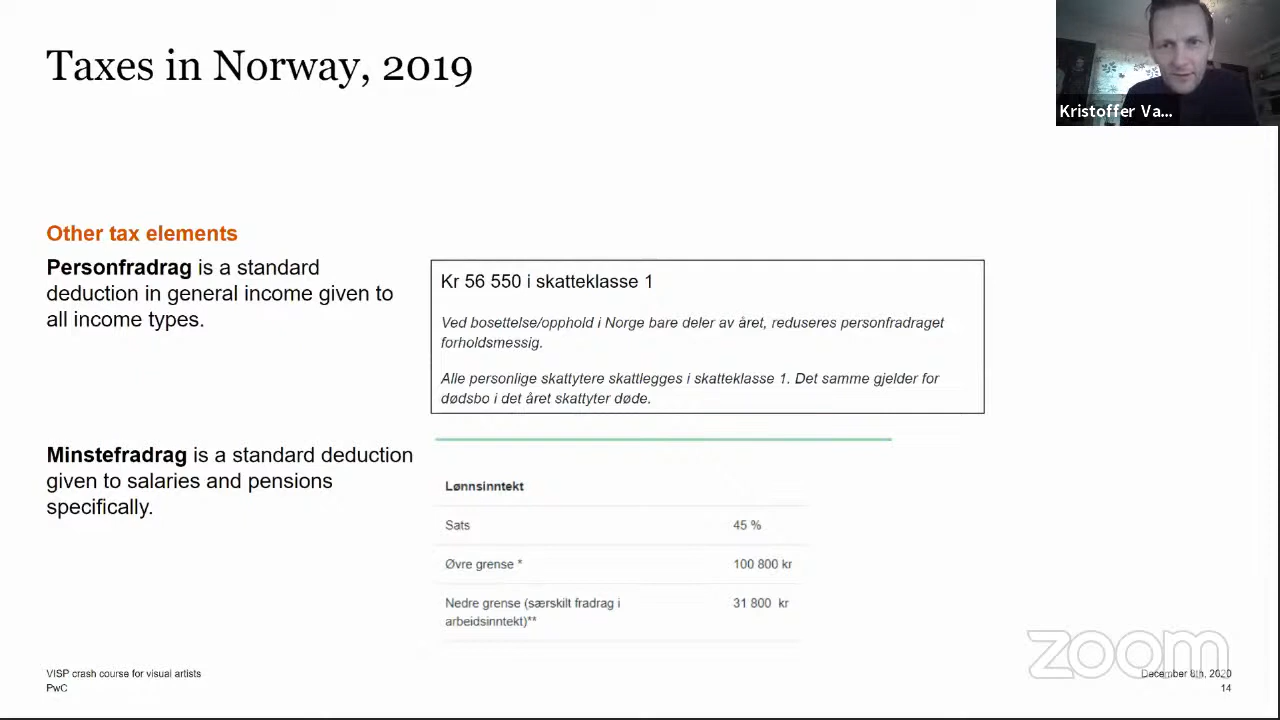 Taxes in Norway, 2019
Kristoffer Va...
Other tax elements
Personfradrag is a standard
deduction in general income given to
all income types.
Kr 56 550 i skatteklasse 1
Ved bosettelse/opphold i Norge bare deler av året, reduseres personfradraget
forholdsmessig.
Alle personlige skattytere skattlegges i skatteklasse 1. Det samme gjelder for
dødsbo i det året skattyter døde.
Minstefradrag is a standard deduction
given to salaries and pensions
specifically.
Lønnsinntekt
Sats 45 %
Øvre grense * 100 800 kr
Nedre grense (særskilt fradrag i 31 800 kr
arbeidsinntekt)**
zoom
VISP crash course for visual artists
December 8th, 2020
PwC
14